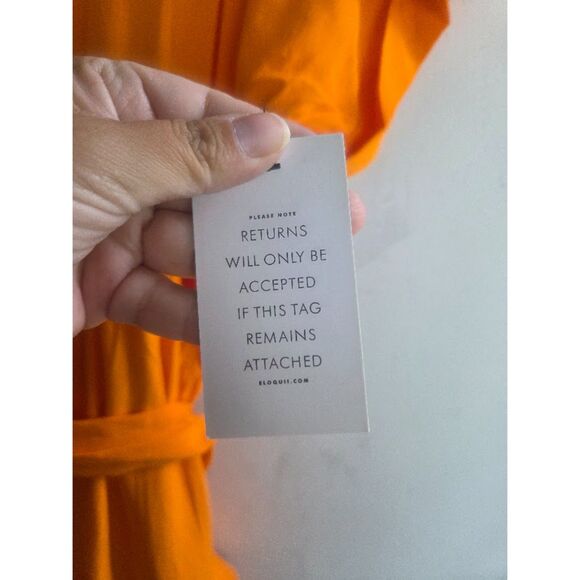 PLEASE NOTE
RETURNS
WILL ONLY BE
ACCEPTED
IF THIS TAG
REMAINS
ATTACHED
ELOQUII.COM